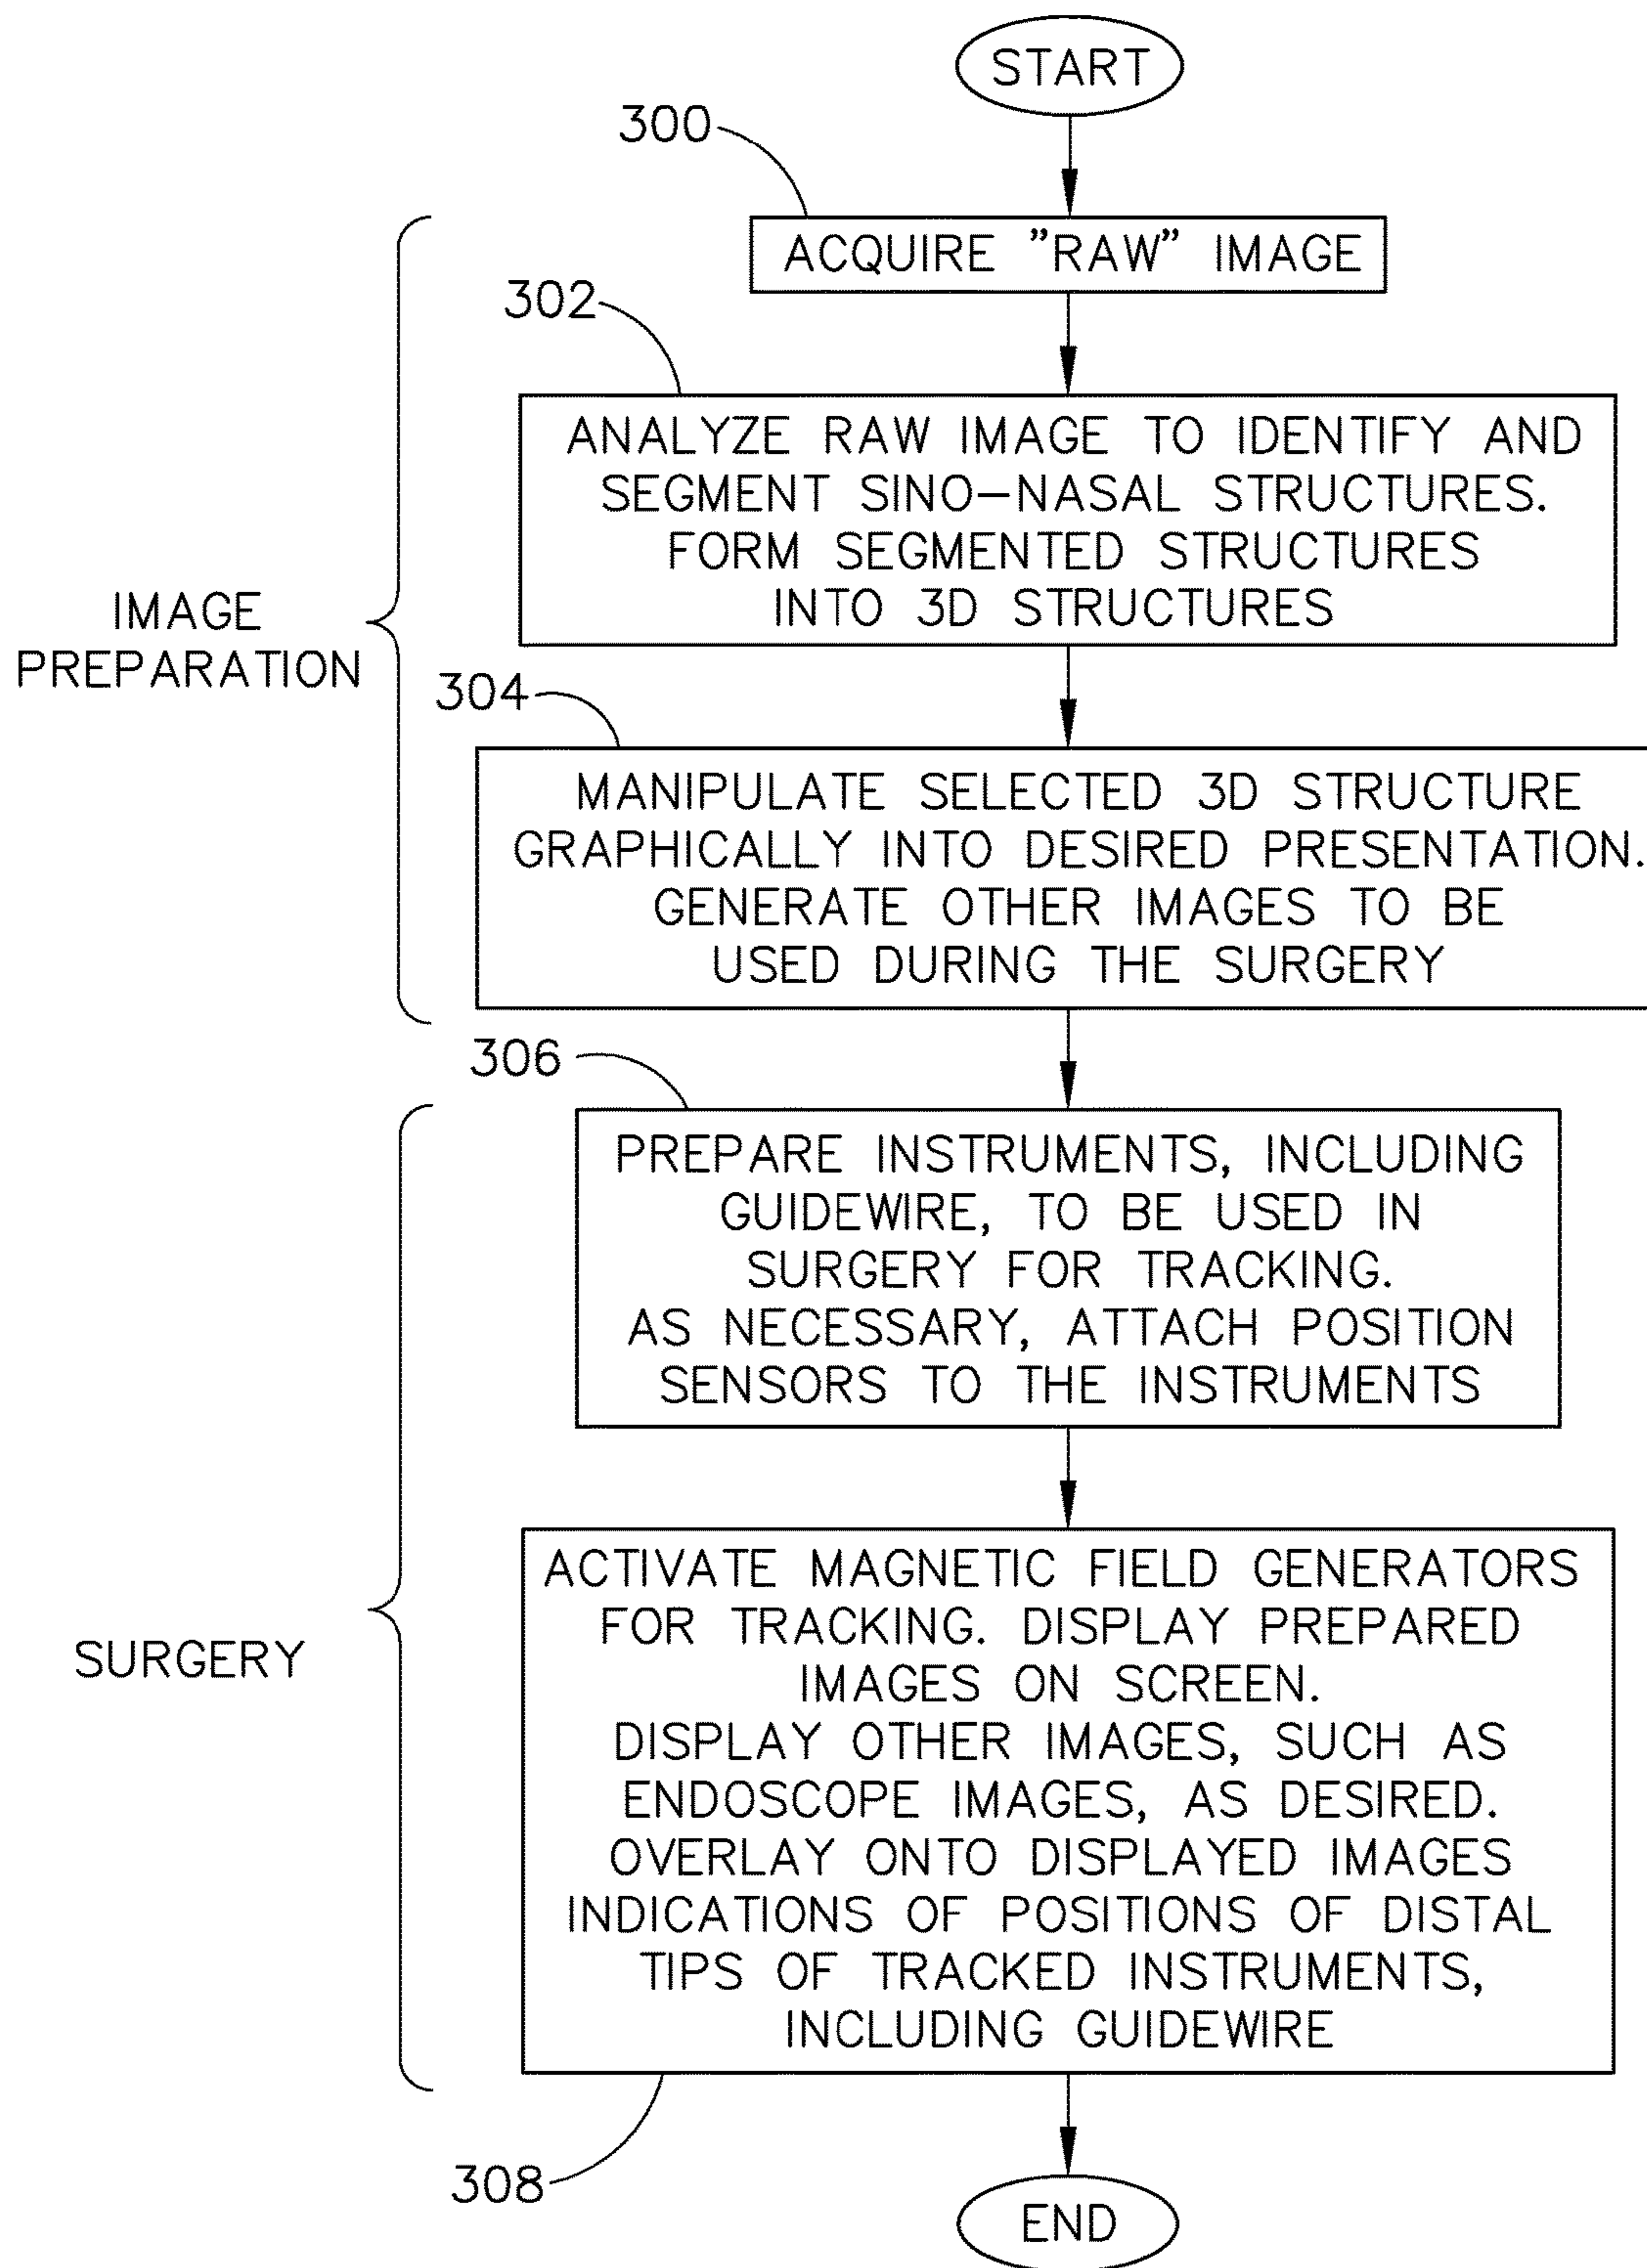 START
300
ACQUIRE ”RAW” IMAGE
302
ANALYZE RAW IMAGE TO IDENTIFY AND
SEGMENT SINO–NASAL STRUCTURES.
FORM SEGMENTED STRUCTURES
INTO 3D STRUCTURES
IMAGE
PREPARATION
304
MANIPULATE SELECTED 3D STRUCTURE
GRAPHICALLY INTO DESIRED PRESENTATION.
GENERATE OTHER IMAGES TO BE
USED DURING THE SURGERY
306
PREPARE INSTRUMENTS, INCLUDING
GUIDEWIRE, TO BE USED IN
SURGERY FOR TRACKING.
AS NECESSARY, ATTACH POSITION
SENSORS TO THE INSTRUMENTS
SURGERY
ACTIVATE MAGNETIC FIELD GENERATORS
FOR TRACKING. DISPLAY PREPARED
IMAGES ON SCREEN.
DISPLAY OTHER IMAGES, SUCH AS
ENDOSCOPE IMAGES, AS DESIRED.
OVERLAY ONTO DISPLAYED IMAGES
INDICATIONS OF POSITIONS OF DISTAL
TIPS OF TRACKED INSTRUMENTS,
INCLUDING GUIDEWIRE
308
END